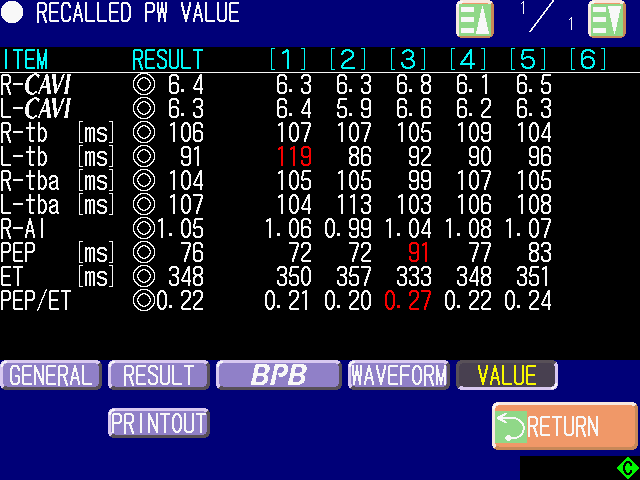 RECALLED PW VALUE 1/1
ITEM RESULT [1] [2] [3] [4] [5] [6]
R-CAVI ◎ 6.4 6.3 6.3 6.8 6.1 6.5
L-CAVI ◎ 6.3 6.4 5.9 6.6 6.2 6.3
R-tb [ms] ◎ 106 107 107 105 109 104
L-tb [ms] ◎ 91 119 86 92 90 96
R-tba [ms] ◎ 104 105 105 99 107 105
L-tba [ms] ◎ 107 104 113 103 106 108
R-AI ◎ 1.05 1.06 0.99 1.04 1.08 1.07
PEP [ms] ◎ 76 72 72 91 77 83
ET [ms] ◎ 348 350 357 333 348 351
PEP/ET ◎ 0.22 0.21 0.20 0.27 0.22 0.24
GENERAL RESULT BPB WAVEFORM VALUE
PRINTOUT RETURN
C